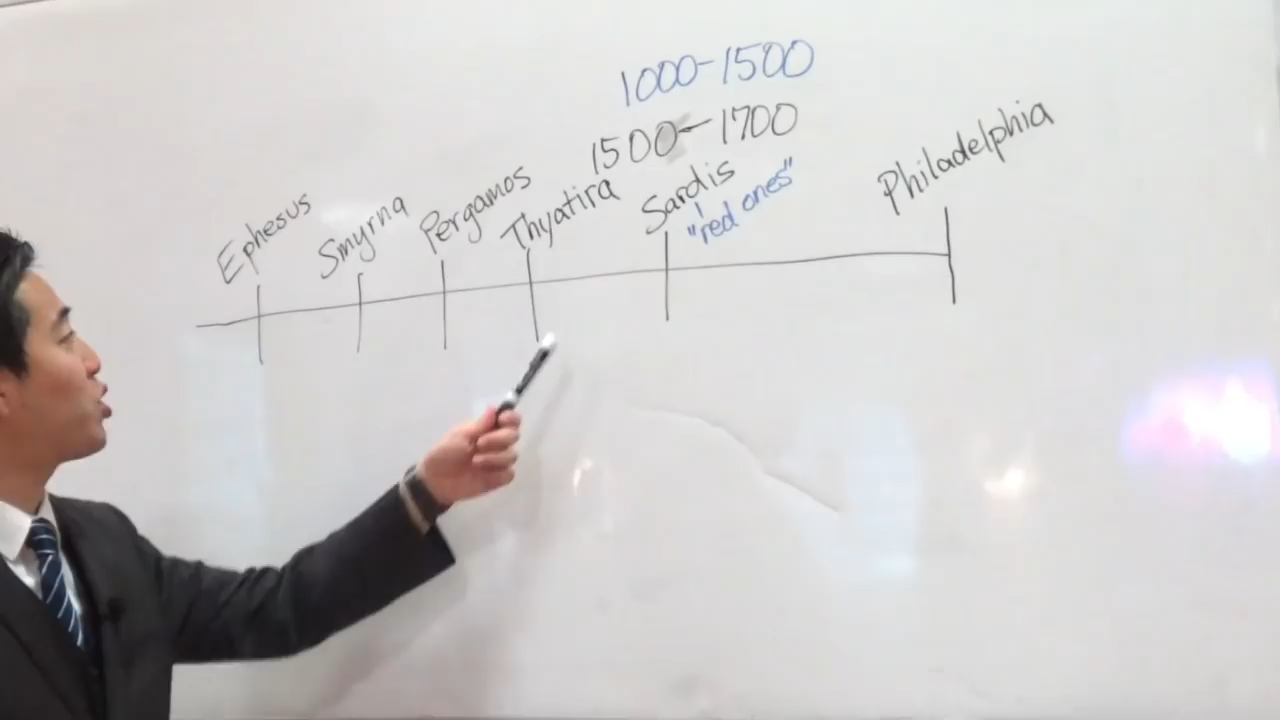 1000-1500
1500-1700
Ephesus
Smyrna
Pergamos
Thyatira
Sardis
"red ones"
Philadelphia